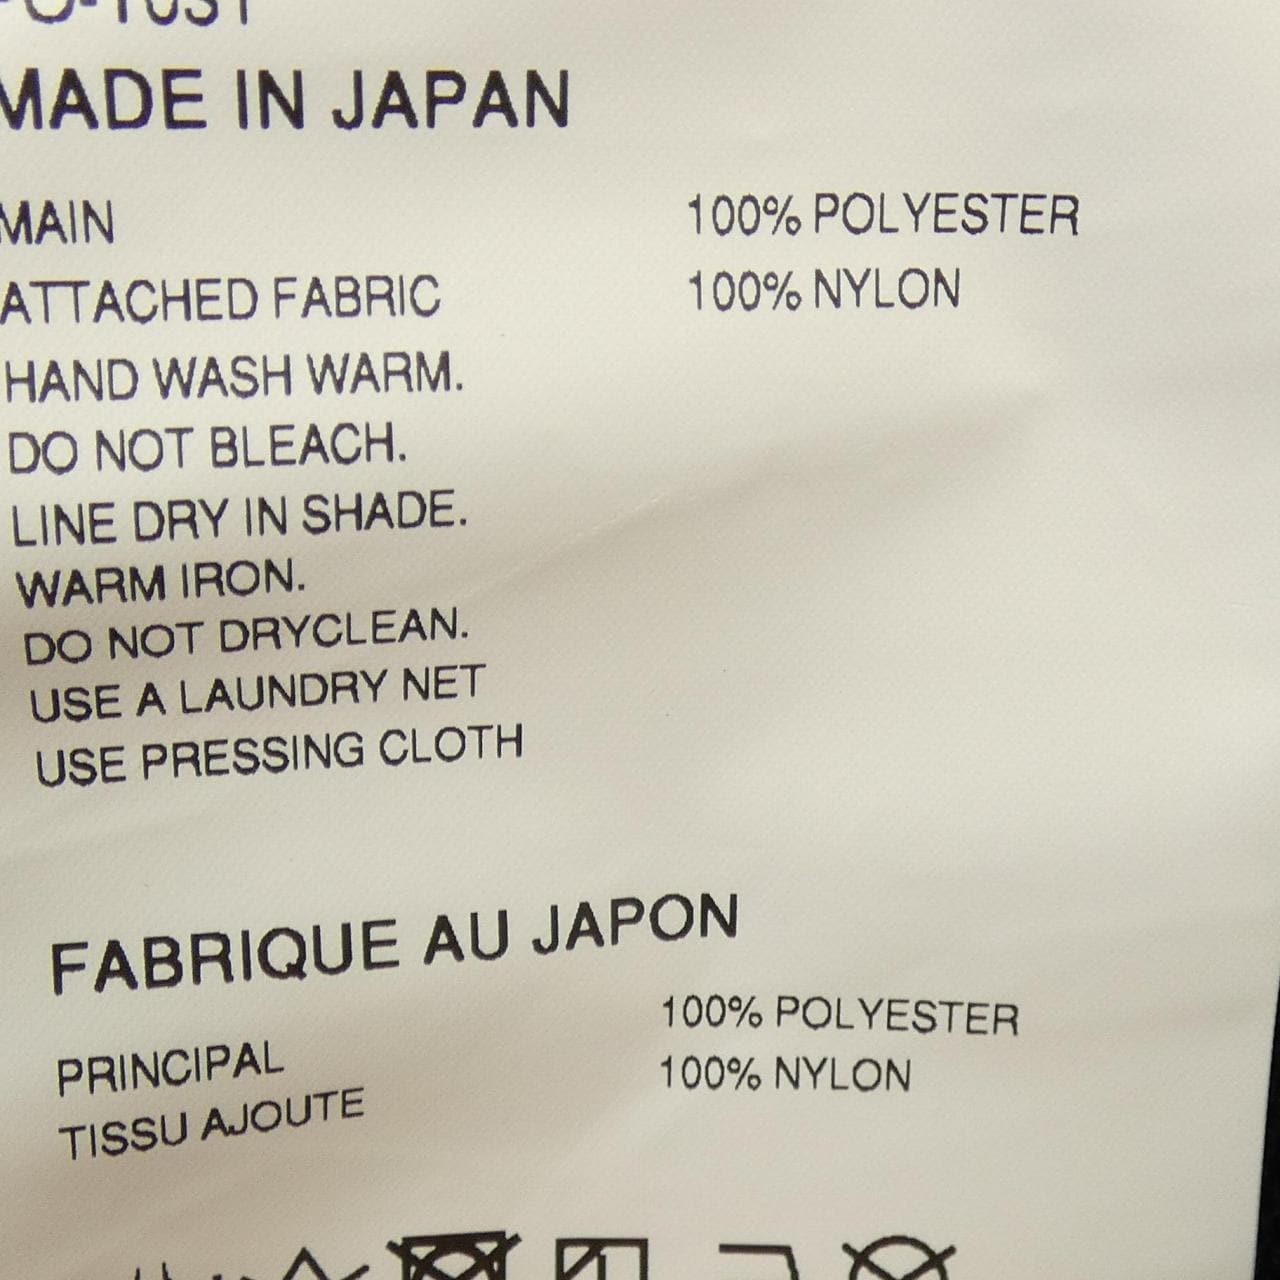 MADE IN JAPAN
MAIN 100% POLYESTER
ATTACHED FABRIC 100% NYLON
HAND WASH WARM.
DO NOT BLEACH.
LINE DRY IN SHADE.
WARM IRON.
DO NOT DRYCLEAN.
USE A LAUNDRY NET
USE PRESSING CLOTH
FABRIQUE AU JAPON
PRINCIPAL 100% POLYESTER
TISSU AJOUTE 100% NYLON